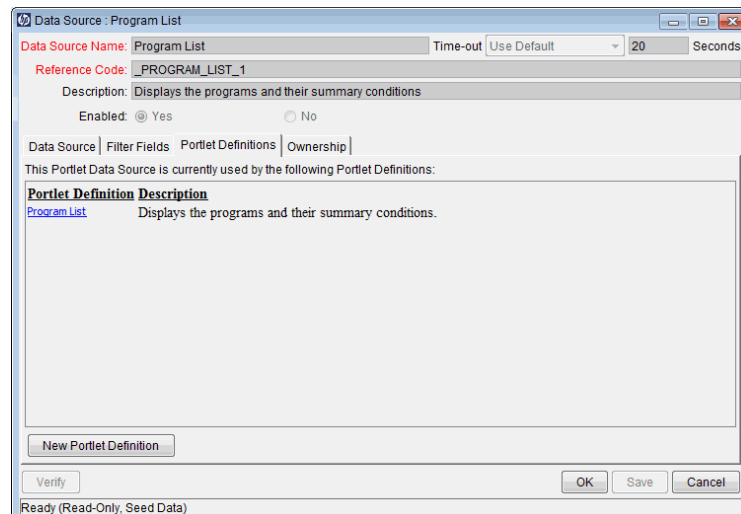 Data Source : Program List
Data Source Name: Program List Time-out Use Default 20 Seconds
Reference Code: _PROGRAM_LIST_1
Description: Displays the programs and their summary conditions
Enabled: Yes No
Data Source Filter Fields Portlet Definitions Ownership
This Portlet Data Source is currently used by the following Portlet Definitions:
Portlet Definition Description
Program List Displays the programs and their summary conditions.
New Portlet Definition
Verify OK Save Cancel
Ready (Read-Only, Seed Data)